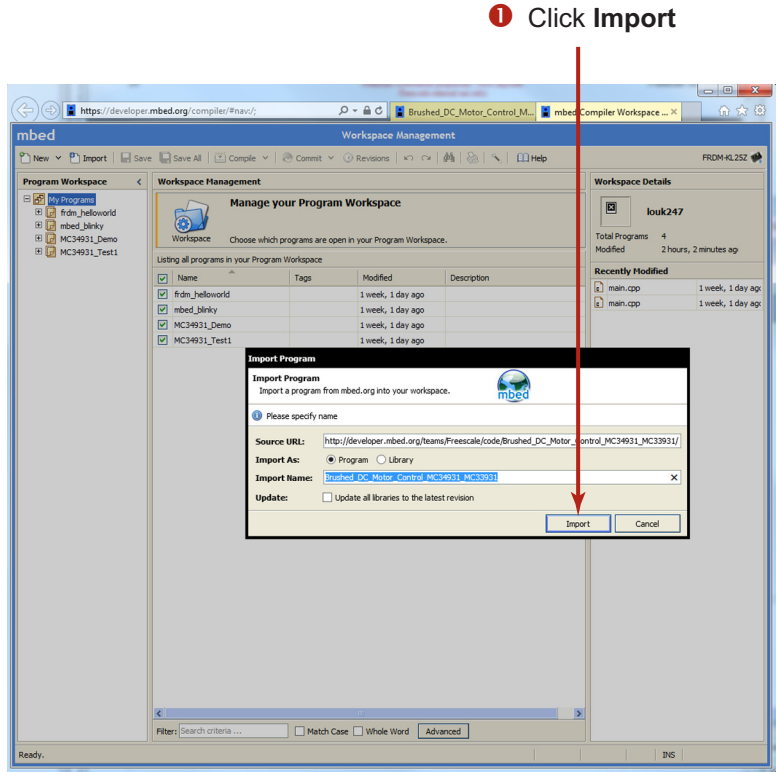 1 Click Import
https://developer.mbed.org/compiler/#nav:/;
Brushed_DC_Motor_Control_M...
mbed Compiler Workspace ...
mbed
Workspace Management
New Import Save Save All Compile Commit Revisions Help
FRDM-KL25Z
Program Workspace <
My Programs
frdm_helloworld
mbed_blinky
MC34931_Demo
MC34931_Test1
Workspace Management
Manage your Program Workspace
Workspace
Choose which programs are open in your Program Workspace.
Listing all programs in your Program Workspace
Name Tags Modified Description
frdm_helloworld 1 week, 1 day ago
mbed_blinky 1 week, 1 day ago
MC34931_Demo 1 week, 1 day ago
MC34931_Test1 1 week, 1 day ago
Workspace Details
louk247
Total Programs 4
Modified 2 hours, 2 minutes ag
Recently Modified
main.cpp 1 week, 1 day ago
main.cpp 1 week, 1 day ago
Import Program
Import Program
Import a program from mbed.org into your workspace.
mbed
Please specify name
Source URL: http://developer.mbed.org/teams/Freescale/code/Brushed_DC_Motor_Control_MC34931_MC33931/
Import As: Program Library
Import Name: Brushed_DC_Motor_Control_MC34931_MC33931
Update: Update all libraries to the latest revision
Import Cancel
Filter: Search criteria ... Match Case Whole Word Advanced
Ready.
INS